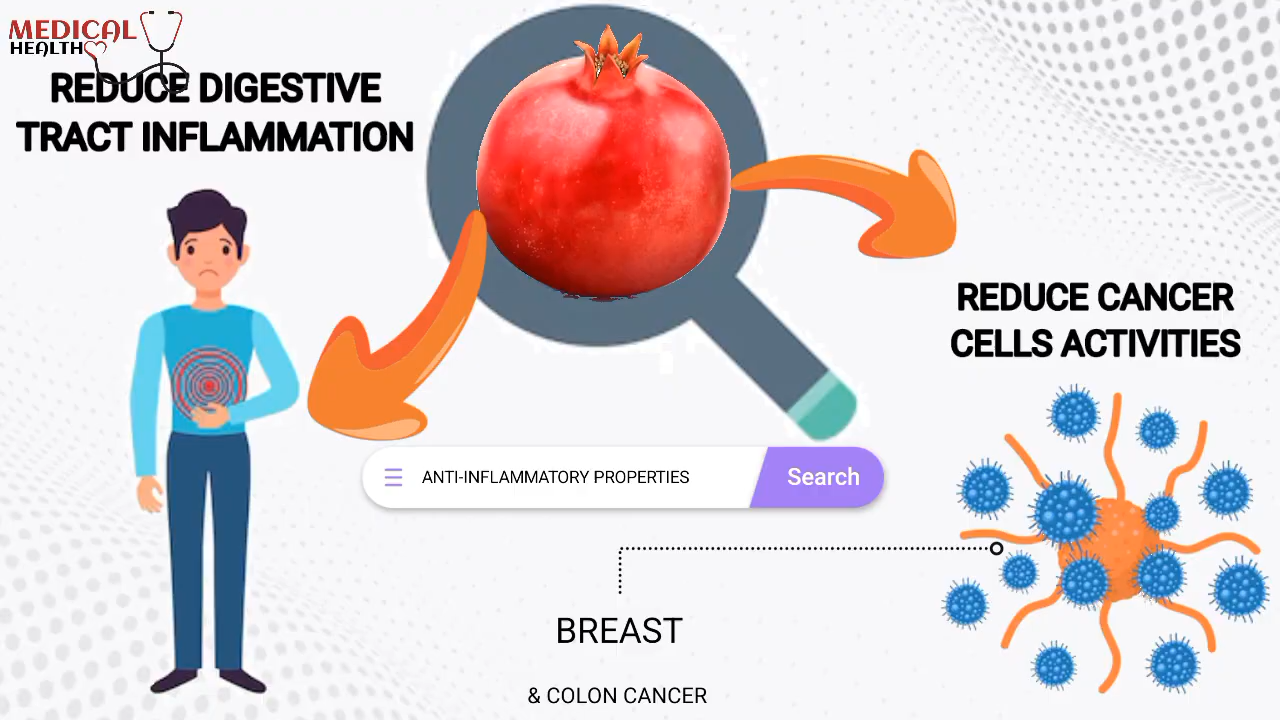 MEDICAL
HEALTH
REDUCE DIGESTIVE
TRACT INFLAMMATION
REDUCE CANCER
CELLS ACTIVITIES
ANTI-INFLAMMATORY PROPERTIES
Search
BREAST
& COLON CANCER